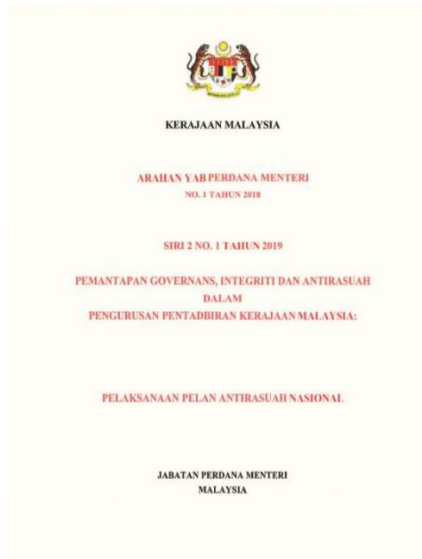 KERAJAAN MALAYSIA
ARAHAN YAB PERDANA MENTERI
NO. 1 TAHUN 2018
SIRI 2 NO. 1 TAHUN 2019
PEMANTAPAN GOVERNANS, INTEGRITI DAN ANTIRASUAH
DALAM
PENGURUSAN PENTADBIRAN KERAJAAN MALAYSIA:
PELAKSANAAN PELAN ANTIRASUAH NASIONAL
JABATAN PERDANA MENTERI
MALAYSIA